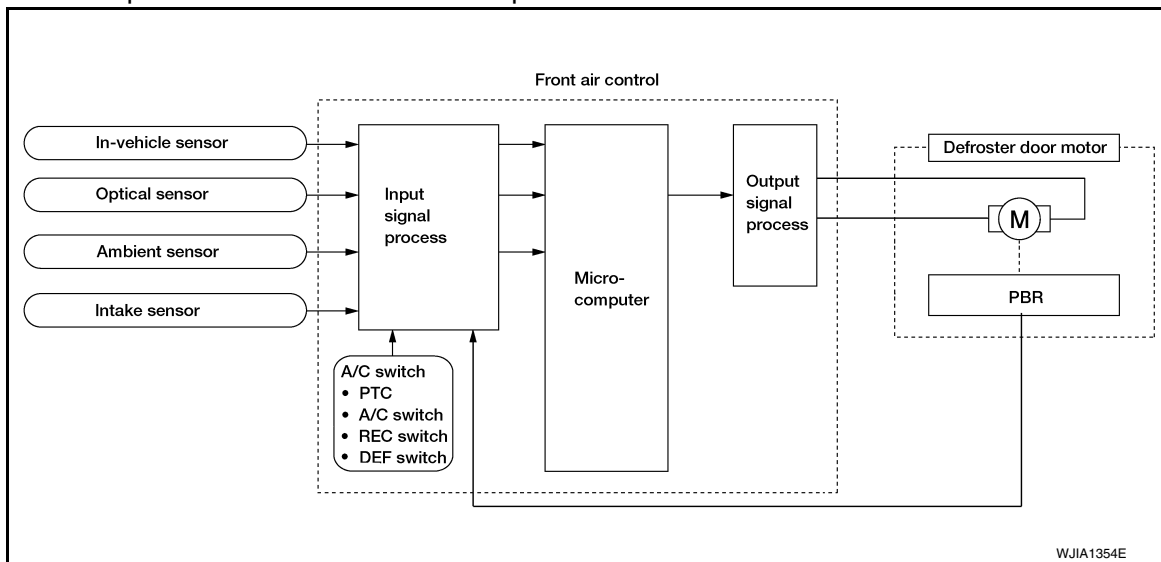 Front air control
In-vehicle sensor
Optical sensor
Ambient sensor
Intake sensor
Input
signal
process
A/C switch
• PTC
• A/C switch
• REC switch
• DEF switch
Micro-
computer
Output
signal
process
Defroster door motor
M
PBR
WJIA1354E